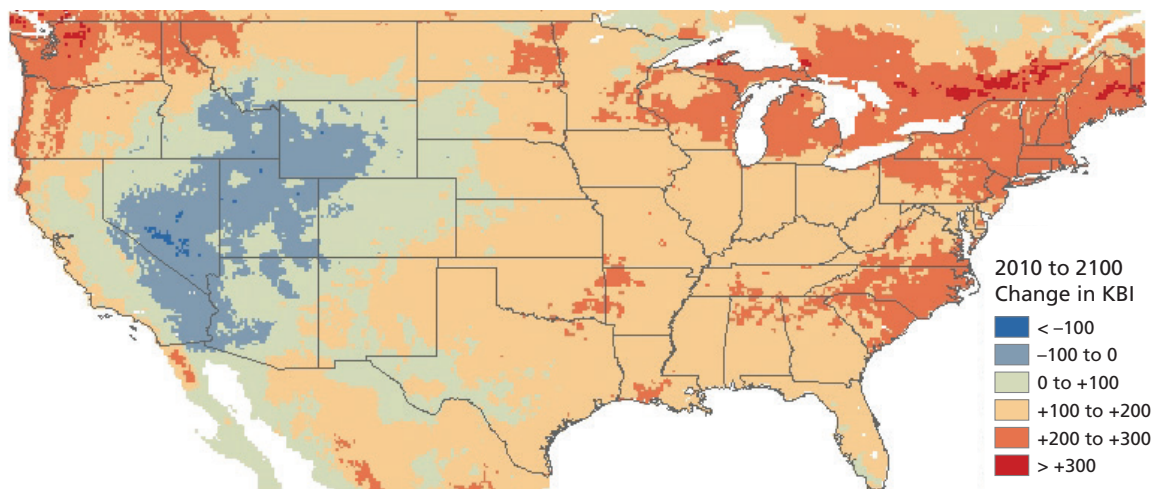 2010 to 2100
Change in KBI
< –100
–100 to 0
0 to +100
+100 to +200
+200 to +300
> +300